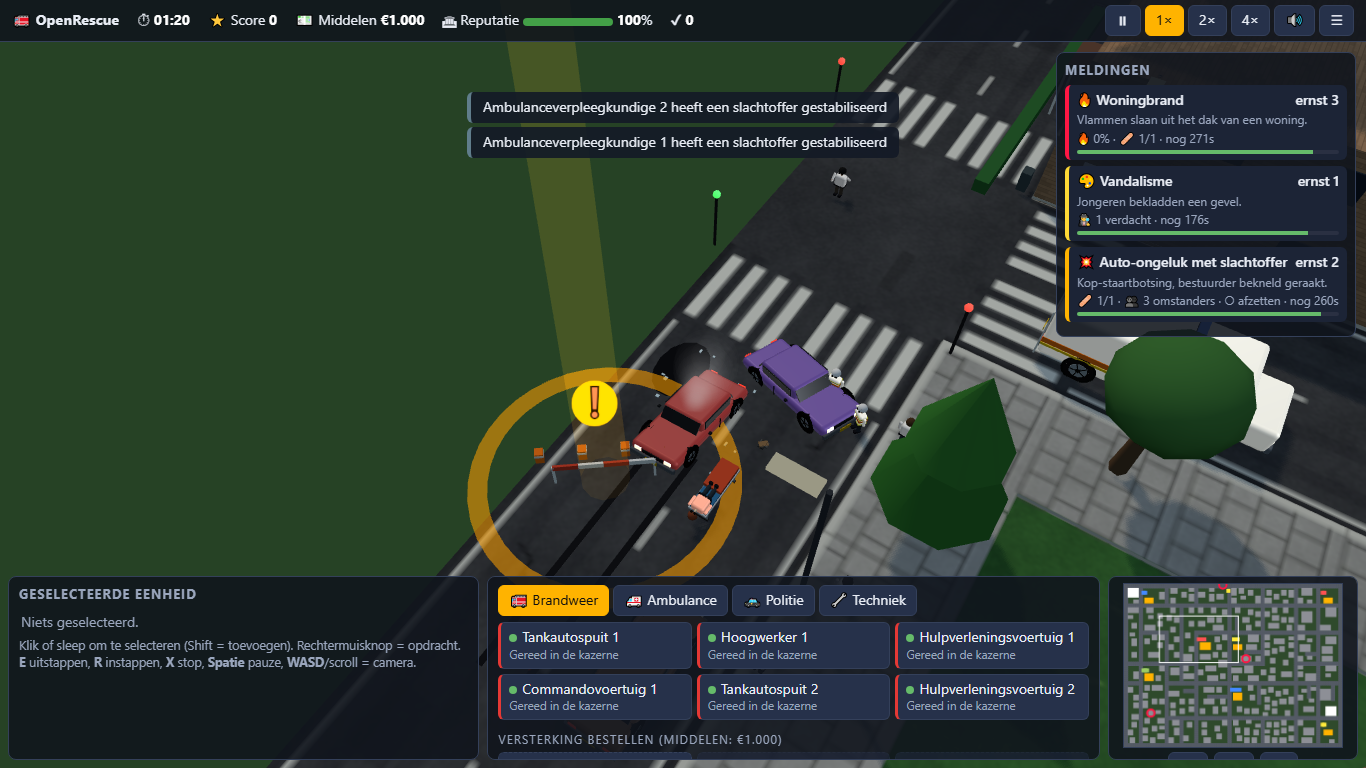 OpenRescue
01:20
Score 0
Middelen €1.000
Reputatie 100%
✓ 0
1×
2×
4×
Ambulanceverpleegkundige 2 heeft een slachtoffer gestabiliseerd
Ambulanceverpleegkundige 1 heeft een slachtoffer gestabiliseerd
MELDINGEN
Woningbrand ernst 3
Vlammen slaan uit het dak van een woning.
0% · 1/1 · nog 271s
Vandalisme ernst 1
Jongeren bekladden een gevel.
1 verdacht · nog 176s
Auto-ongeluk met slachtoffer ernst 2
Kop-staartbotsing, bestuurder bekneld geraakt.
1/1 · 3 omstanders · ○ afzetten · nog 260s
!
GESELECTEERDE EENHEID
Niets geselecteerd.
Klik of sleep om te selecteren (Shift = toevoegen). Rechtermuisknop = opdracht.
E uitstappen, R instappen, X stop, Spatie pauze, WASD/scroll = camera.
Brandweer
Ambulance
Politie
Techniek
Tankautospuit 1
Gereed in de kazerne
Hoogwerker 1
Gereed in de kazerne
Hulpverleningsvoertuig 1
Gereed in de kazerne
Commandovoertuig 1
Gereed in de kazerne
Tankautospuit 2
Gereed in de kazerne
Hulpverleningsvoertuig 2
Gereed in de kazerne
VERSTERKING BESTELLEN (MIDDELEN: €1.000)